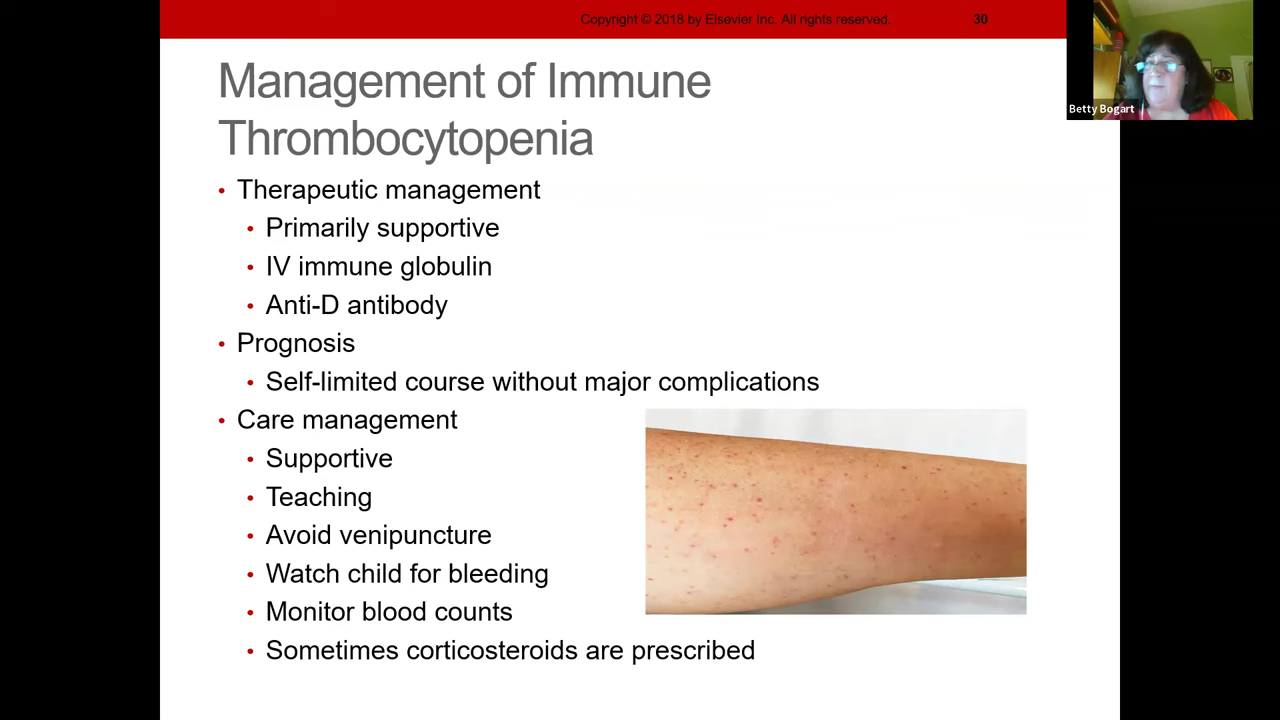 Copyright © 2018 by Elsevier Inc. All rights reserved. 30
Betty Bogart
Management of Immune
Thrombocytopenia
• Therapeutic management
• Primarily supportive
• IV immune globulin
• Anti-D antibody
• Prognosis
• Self-limited course without major complications
• Care management
• Supportive
• Teaching
• Avoid venipuncture
• Watch child for bleeding
• Monitor blood counts
• Sometimes corticosteroids are prescribed